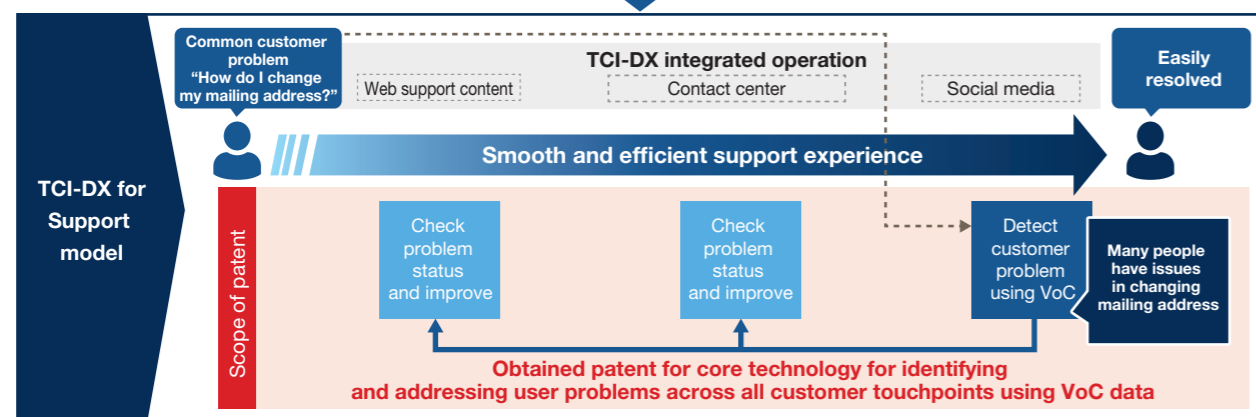 TCI-DX for
Support
model
Common customer
problem
“How do I change
my mailing address?”
TCI-DX integrated operation
Web support content
Contact center
Social media
Easily
resolved
Smooth and efficient support experience
Scope of patent
Check
problem
status
and improve
Check
problem
status
and improve
Detect
customer
problem
using VoC
Many people
have issues
in changing
mailing address
Obtained patent for core technology for identifying
and addressing user problems across all customer touchpoints using VoC data